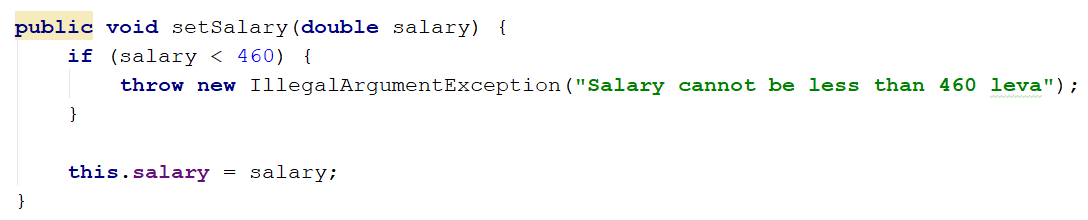 public void setSalary(double salary) {
    if (salary < 460) {
        throw new IllegalArgumentException("Salary cannot be less than 460 leva");
    }

    this.salary = salary;
}